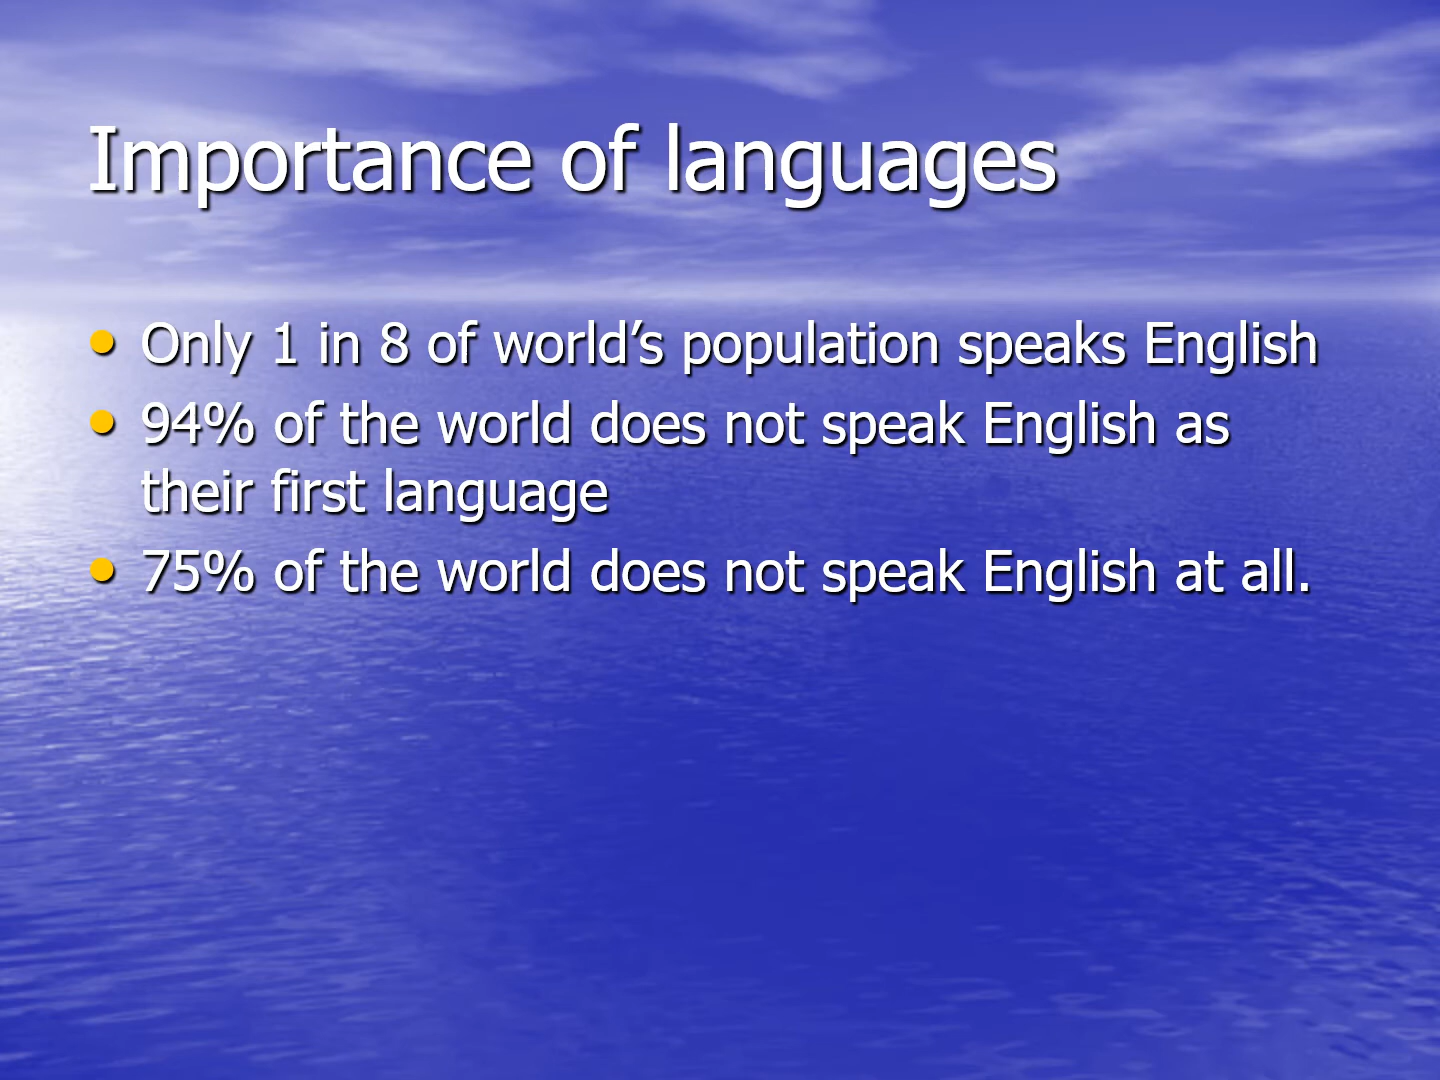 Importance of languages
• Only 1 in 8 of world’s population speaks English
• 94% of the world does not speak English as
their first language
• 75% of the world does not speak English at all.